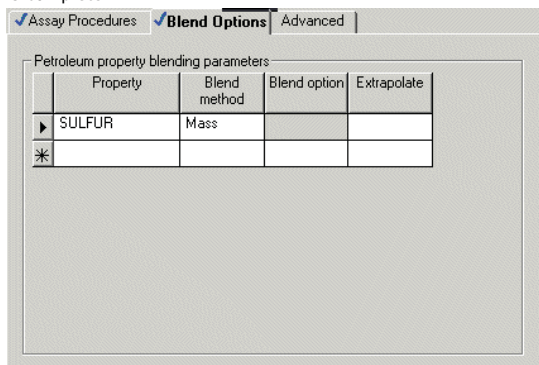 Assay Procedures Blend Options Advanced
Petroleum property blending parameters
Property Blend method Blend option Extrapolate
SULFUR Mass